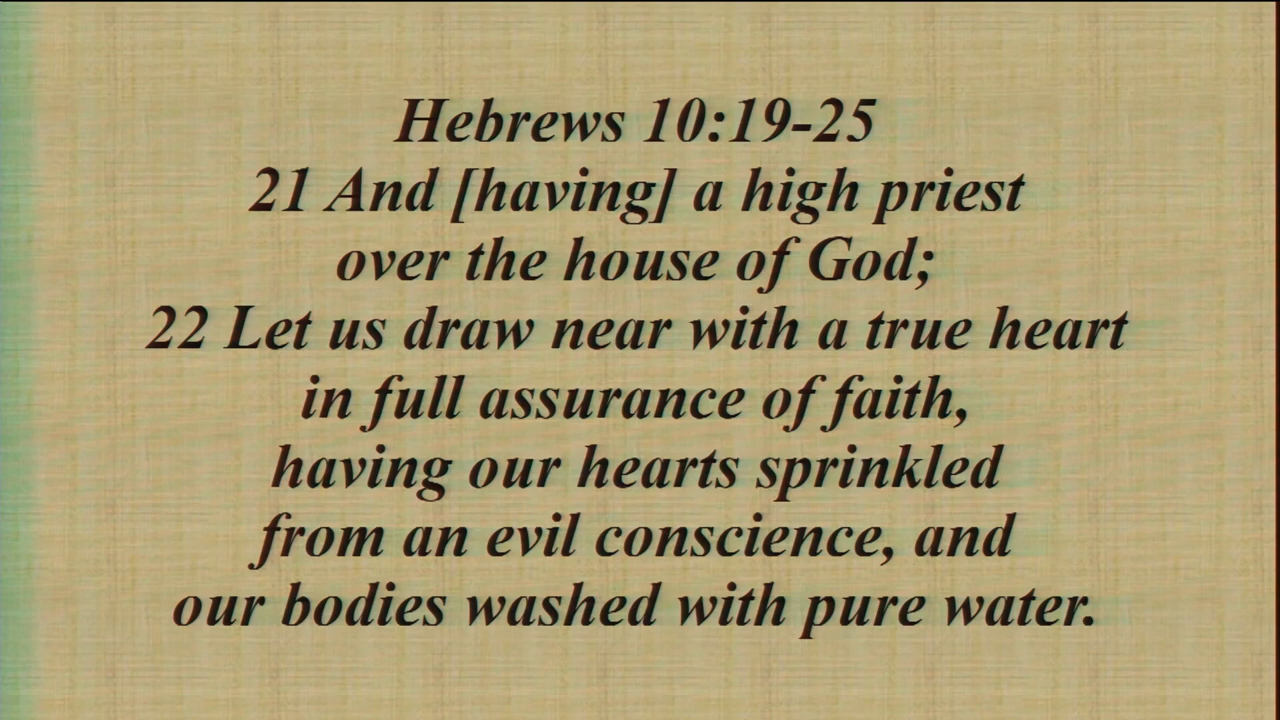 Hebrews 10:19-25
21 And [having] a high priest
over the house of God;
22 Let us draw near with a true heart
in full assurance of faith,
having our hearts sprinkled
from an evil conscience, and
our bodies washed with pure water.